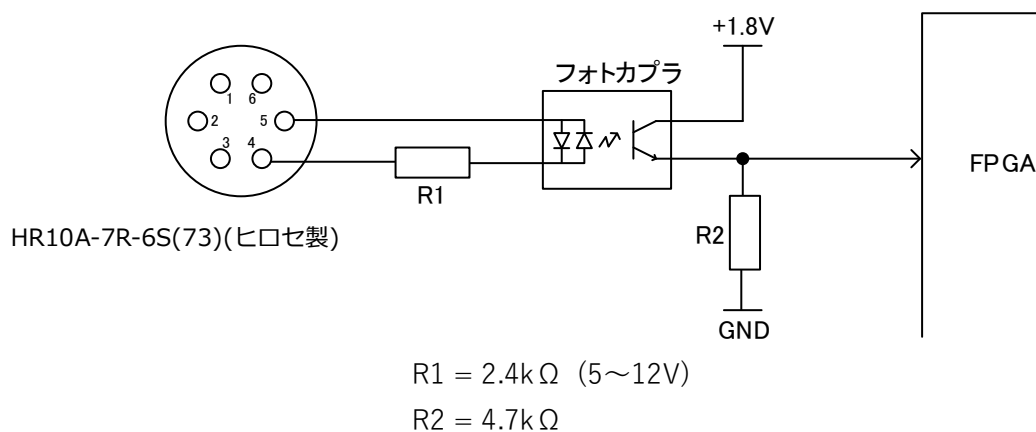 +1.8V
フォトカプラ
1
6
2
5
3
4
R1
FPGA
HR10A-7R-6S(73)(ヒロセ製)
R2
GND
R1 = 2.4kΩ (5～12V)
R2 = 4.7kΩ